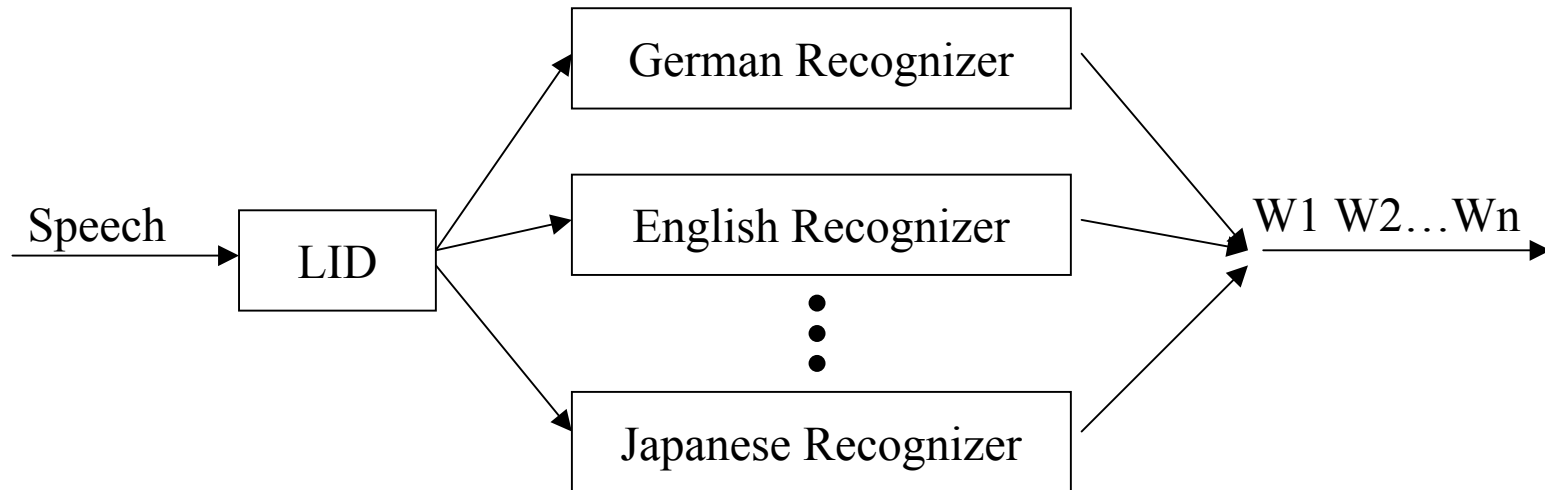 German Recognizer
Speech
LID
English Recognizer
W1 W2…Wn
Japanese Recognizer